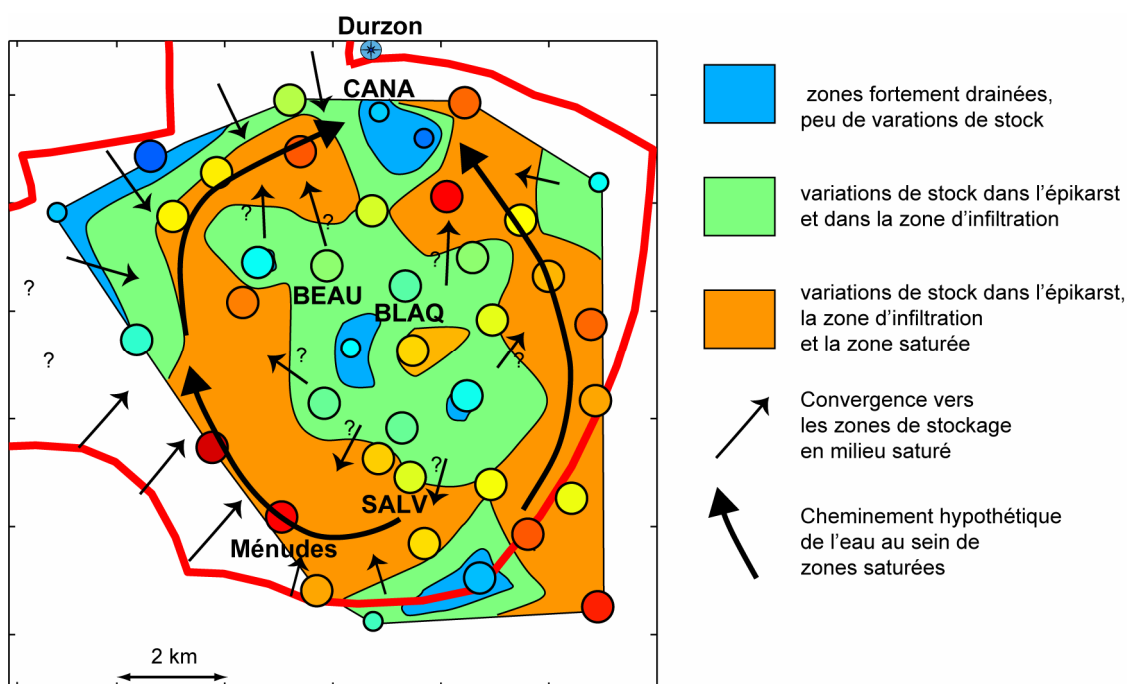 Durzon
CANA
?
?
?
?
BEAU
BLAQ
?
?
?
?
?
SALV
Ménudes
2 km
zones fortement drainées,
peu de varations de stock
variations de stock dans l'épikarst
et dans la zone d'infiltration
variations de stock dans l'épikarst,
la zone d'infiltration
et la zone saturée
Convergence vers
les zones de stockage
en milieu saturé
Cheminement hypothétique
de l'eau au sein de
zones saturées